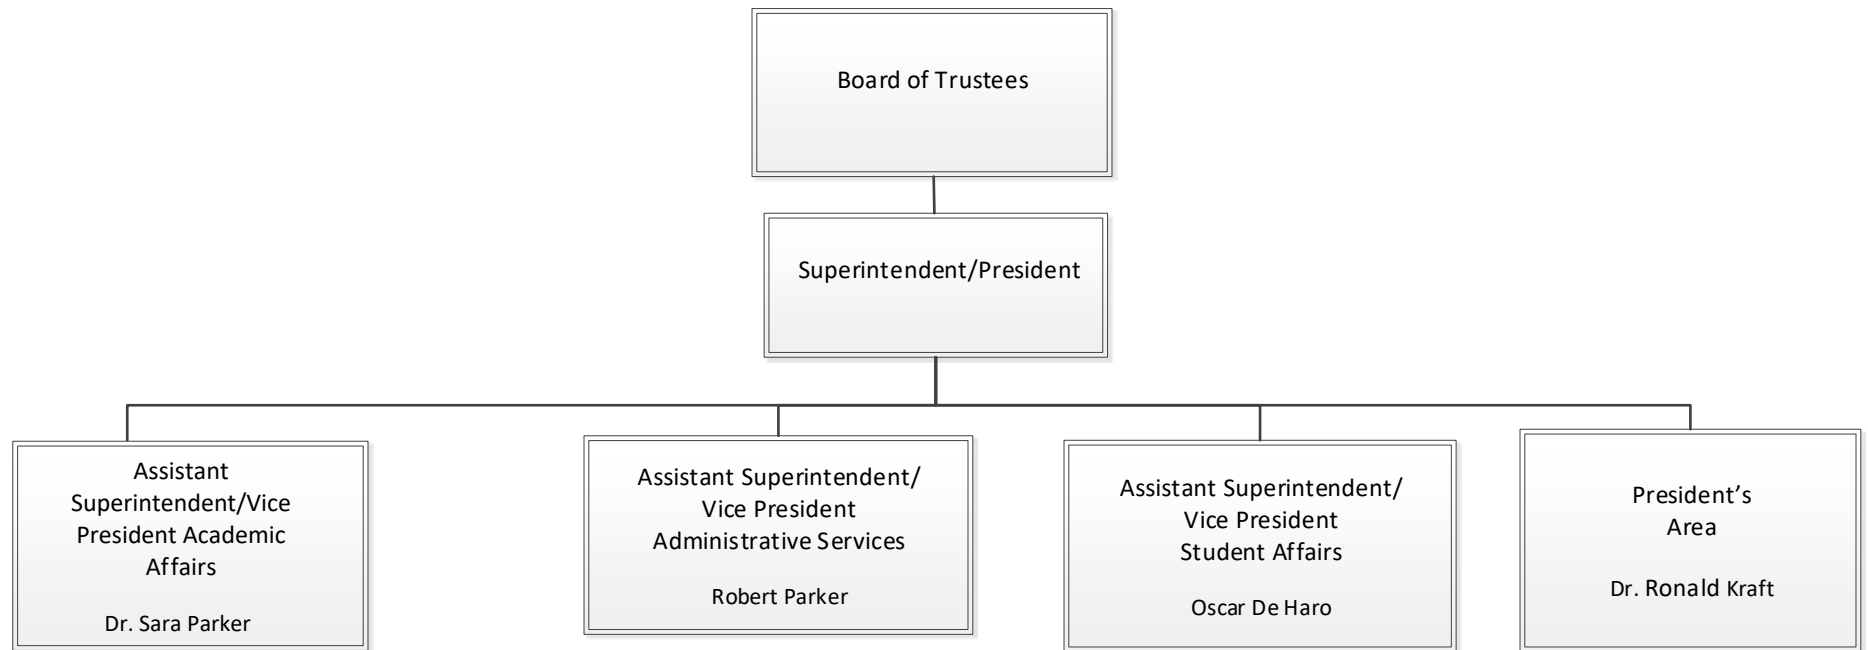 Board of Trustees
Superintendent/President
Assistant
Superintendent/Vice
President Academic
Affairs
Dr. Sara Parker
Assistant Superintendent/
Vice President
Administrative Services
Robert Parker
Assistant Superintendent/
Vice President
Student Affairs
Oscar De Haro
President’s
Area
Dr. Ronald Kraft